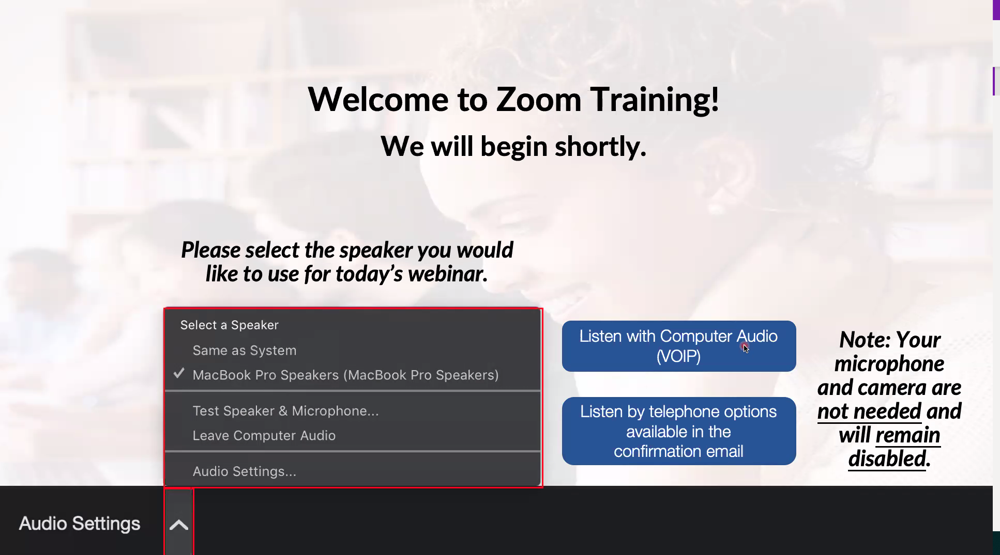 Welcome to Zoom Training!
We will begin shortly.
Please select the speaker you would
like to use for today’s webinar.
Select a Speaker
Same as System
MacBook Pro Speakers (MacBook Pro Speakers)
Test Speaker & Microphone...
Leave Computer Audio
Audio Settings...
Listen with Computer Audio
(VOIP)
Listen by telephone options
available in the
confirmation email
Note: Your
microphone
and camera are
not needed and
will remain
disabled.
Audio Settings